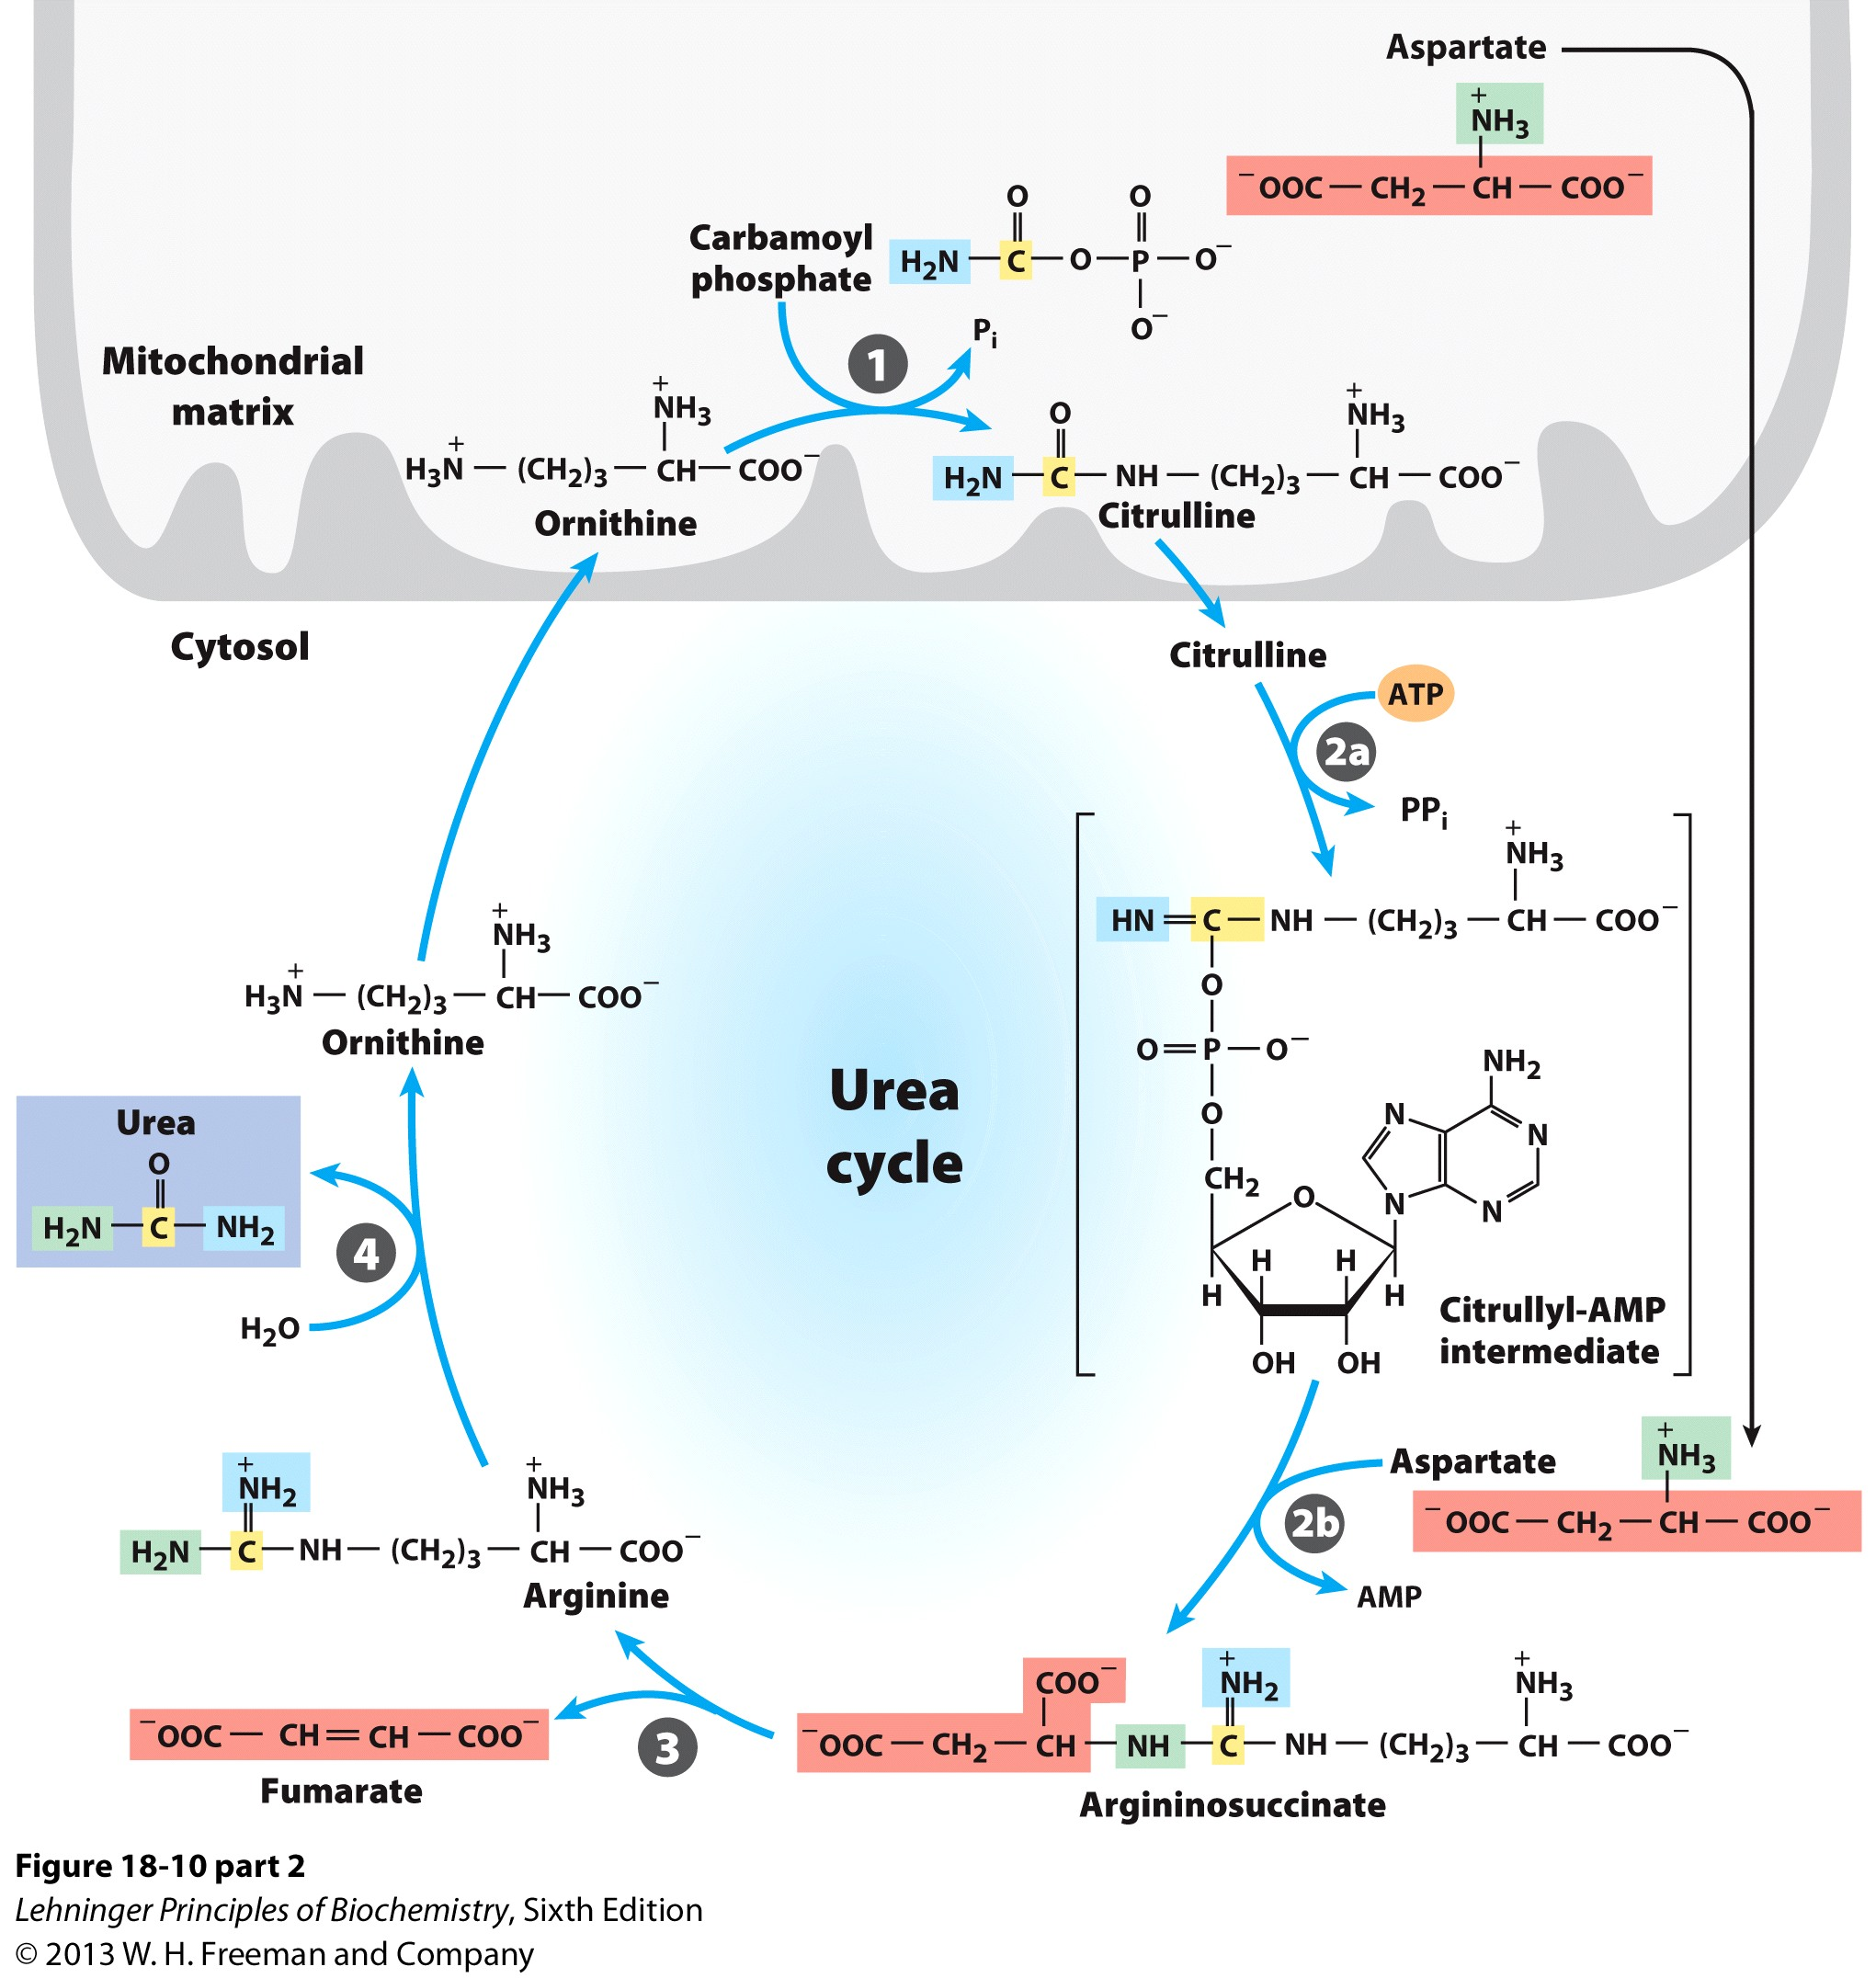 Aspartate
+
NH3
−OOC — CH2 — CH — COO−
Carbamoyl
phosphate
O O
H2N — C — O — P — O−
O−
Pi
1
Mitochondrial
matrix
+
NH3
+
H3N — (CH2)3 — CH — COO−
Ornithine
O
+
NH3
H2N — C — NH — (CH2)3 — CH — COO−
Citrulline
Cytosol
Citrulline
ATP
2a
PPi
+
NH3
HN = C — NH — (CH2)3 — CH — COO−
O
O = P — O−
O
CH2
O
NH2
N
N
N
N
H H
H H
OH OH
Citrullyl-AMP
intermediate
+
NH3
+
H3N — (CH2)3 — CH — COO−
Ornithine
Urea
cycle
Urea
O
H2N — C — NH2
4
H2O
Aspartate
+
NH3
−OOC — CH2 — CH — COO−
2b
AMP
+
NH2
+
NH3
H2N — C — NH — (CH2)3 — CH — COO−
Arginine
COO−
+
NH2
+
NH3
−OOC — CH2 — CH — NH — C — NH — (CH2)3 — CH — COO−
Argininosuccinate
3
−OOC — CH = CH — COO−
Fumarate
Figure 18-10 part 2
Lehninger Principles of Biochemistry, Sixth Edition
© 2013 W. H. Freeman and Company